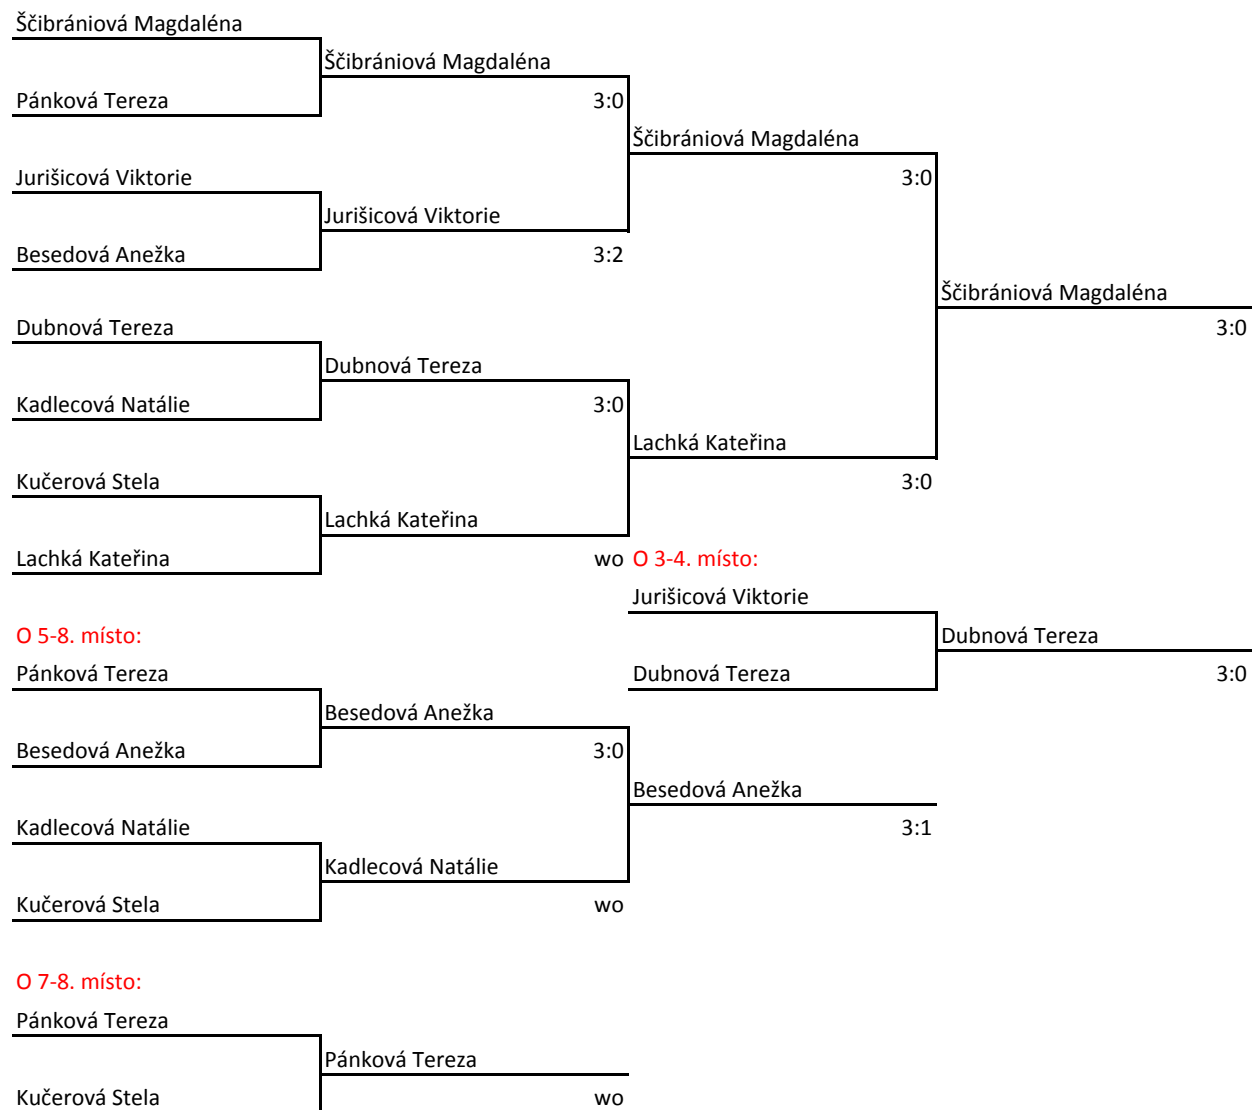 Ščibrániová Magdaléna
Ščibrániová Magdaléna
Pánková Tereza
3:0
Ščibrániová Magdaléna
Jurišicová Viktorie
3:0
Jurišicová Viktorie
Besedová Anežka
3:2
Ščibrániová Magdaléna
Dubnová Tereza
3:0
Dubnová Tereza
Kadlecová Natálie
3:0
Lachká Kateřina
Kučerová Stela
3:0
Lachká Kateřina
Lachká Kateřina
wo
O 3-4. místo:
Jurišicová Viktorie
O 5-8. místo:
Dubnová Tereza
Pánková Tereza
Dubnová Tereza
3:0
Besedová Anežka
Besedová Anežka
3:0
Besedová Anežka
Kadlecová Natálie
3:1
Kadlecová Natálie
Kučerová Stela
wo
O 7-8. místo:
Pánková Tereza
Pánková Tereza
Kučerová Stela
wo